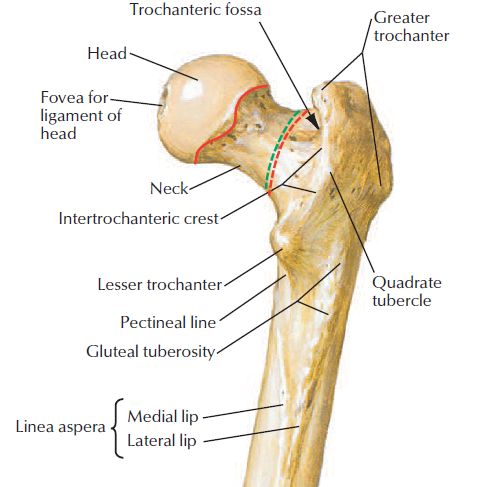 Trochanteric fossa
Greater
trochanter
Head
Fovea for
ligament of
head
Neck
Intertrochanteric crest
Lesser trochanter
Quadrate
tubercle
Pectineal line
Gluteal tuberosity
Linea aspera
Medial lip
Lateral lip